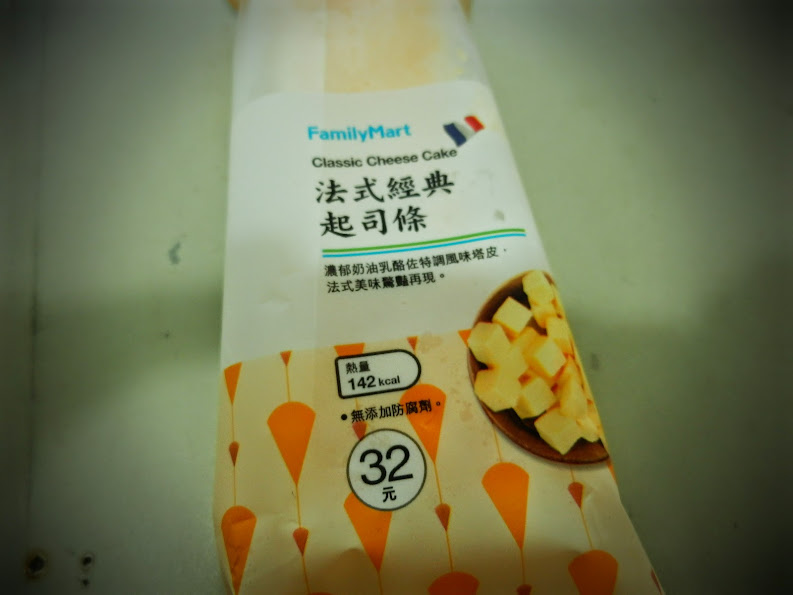 FamilyMart
Classic Cheese Cake
法式經典
起司條
濃郁奶油乳酪佐特調風味塔皮，
法式美味驚豔再現。
熱量
142 kcal
•無添加防腐劑。
32
元